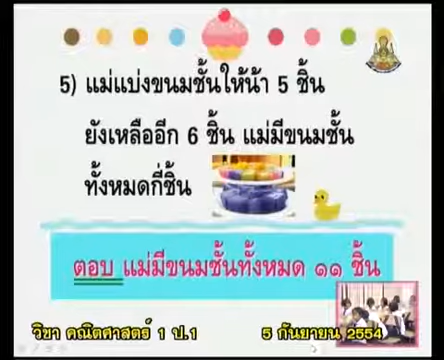 5) แม่แบ่งขนมชั้นให้น้า 5 ชิ้น
ยังเหลืออีก 6 ชิ้น แม่มีขนมชั้น
ทั้งหมดกี่ชิ้น
ตอบ แม่มีขนมชั้นทั้งหมด ๑๑ ชิ้น
วิชา คณิตศาสตร์ 1 ป.1 5 กันยายน 2554